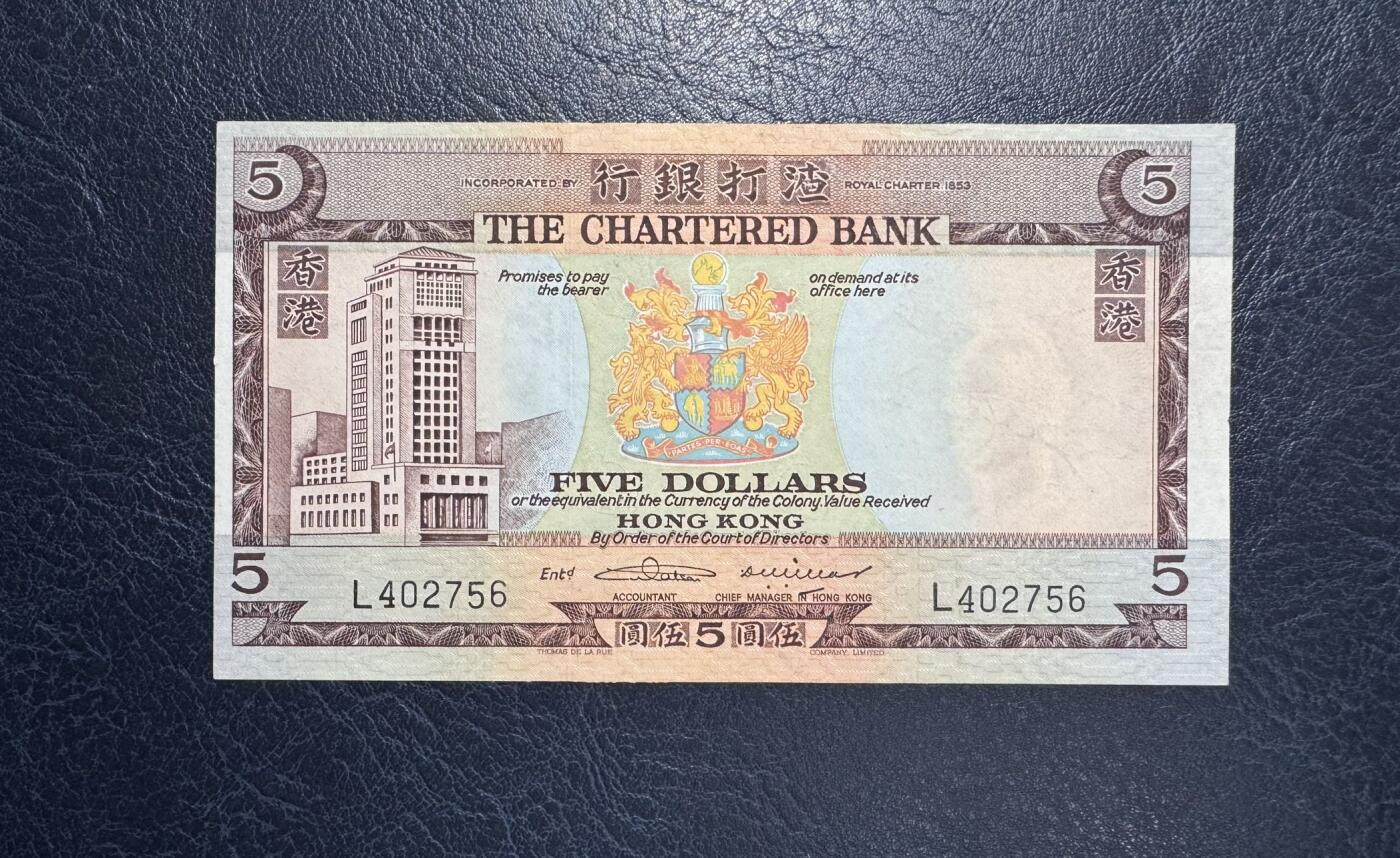 5 INCORPORATED BY 行銀打渣 ROYAL CHARTER 1853 5
THE CHARTERED BANK
香港 香港
Promises to pay the bearer
on demand at its office here
PARTES·PER·EOAS
FIVE DOLLARS
or the equivalent in the Currency of the Colony. Value Received
HONG KONG
By Order of the Court of Directors
5 5
L402756 Entd L402756
ACCOUNTANT CHIEF MANAGER IN HONG KONG
圓伍5圓伍
THOMAS DE LA RUE COMPANY, LIMITED